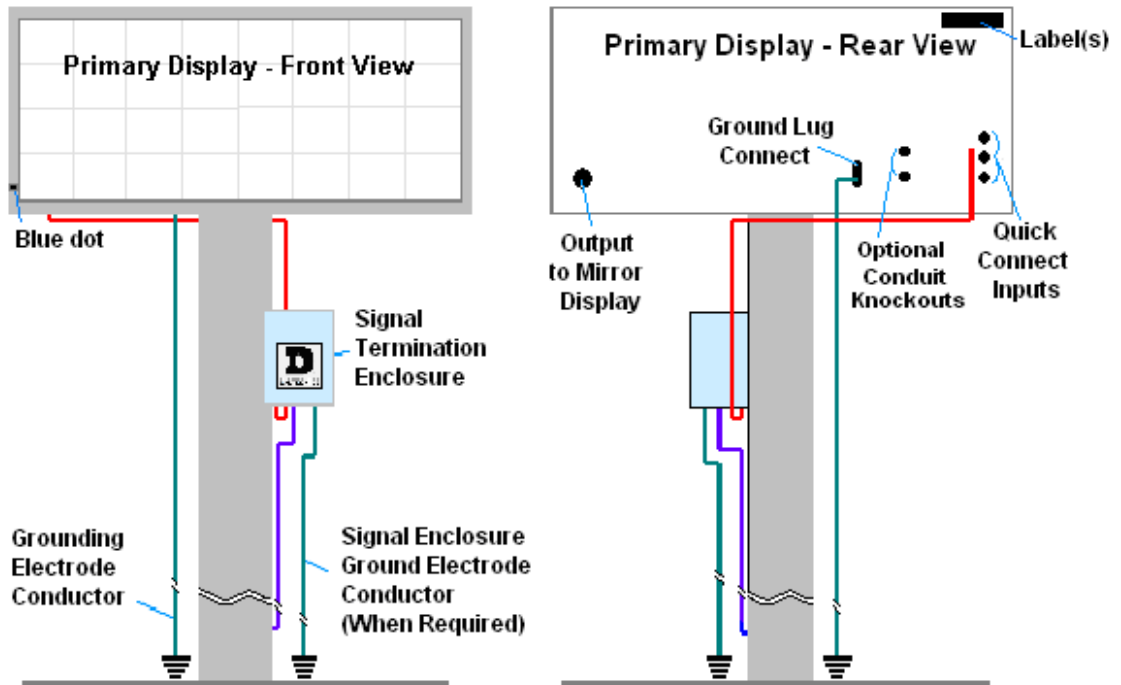 Primary Display - Front View
Blue dot
Signal
Termination
Enclosure
D
Grounding
Electrode
Conductor
Signal Enclosure
Ground Electrode
Conductor
(When Required)
Primary Display - Rear View
Label(s)
Ground Lug
Connect
Output
to Mirror
Display
Optional
Conduit
Knockouts
Quick
Connect
Inputs